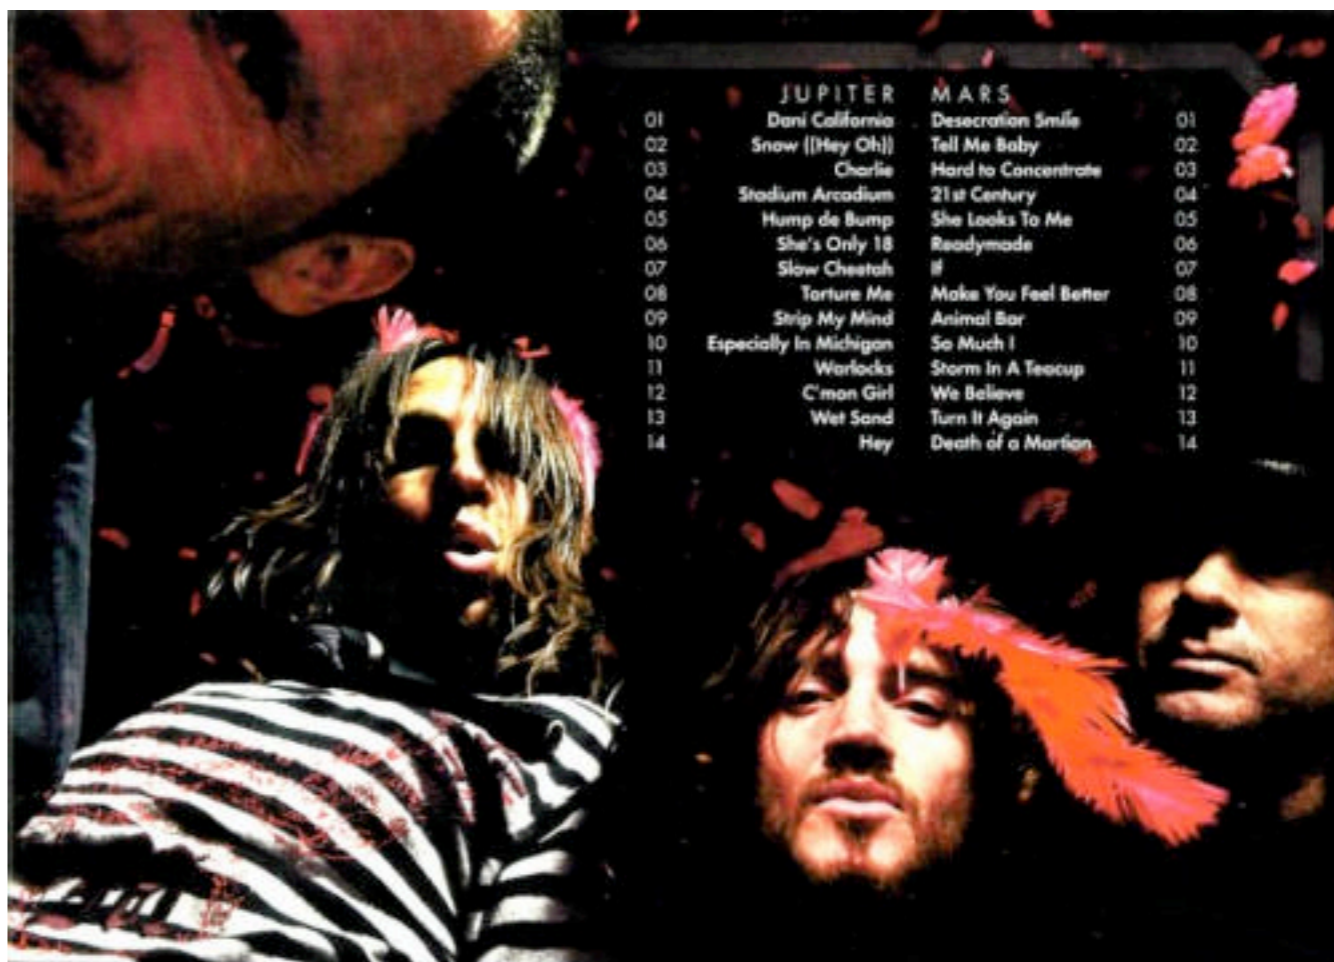 JUPITER MARS
01 Dani California Desecration Smile 01
02 Snow ((Hey Oh)) Tell Me Baby 02
03 Charlie Hard to Concentrate 03
04 Stadium Arcadium 21st Century 04
05 Hump de Bump She Looks To Me 05
06 She's Only 18 Readymade 06
07 Slow Cheetah If 07
08 Torture Me Make You Feel Better 08
09 Strip My Mind Animal Bar 09
10 Especially In Michigan So Much I 10
11 Warlocks Storm In A Teacup 11
12 C'mon Girl We Believe 12
13 Wet Sand Turn It Again 13
14 Hey Death of a Martian 14